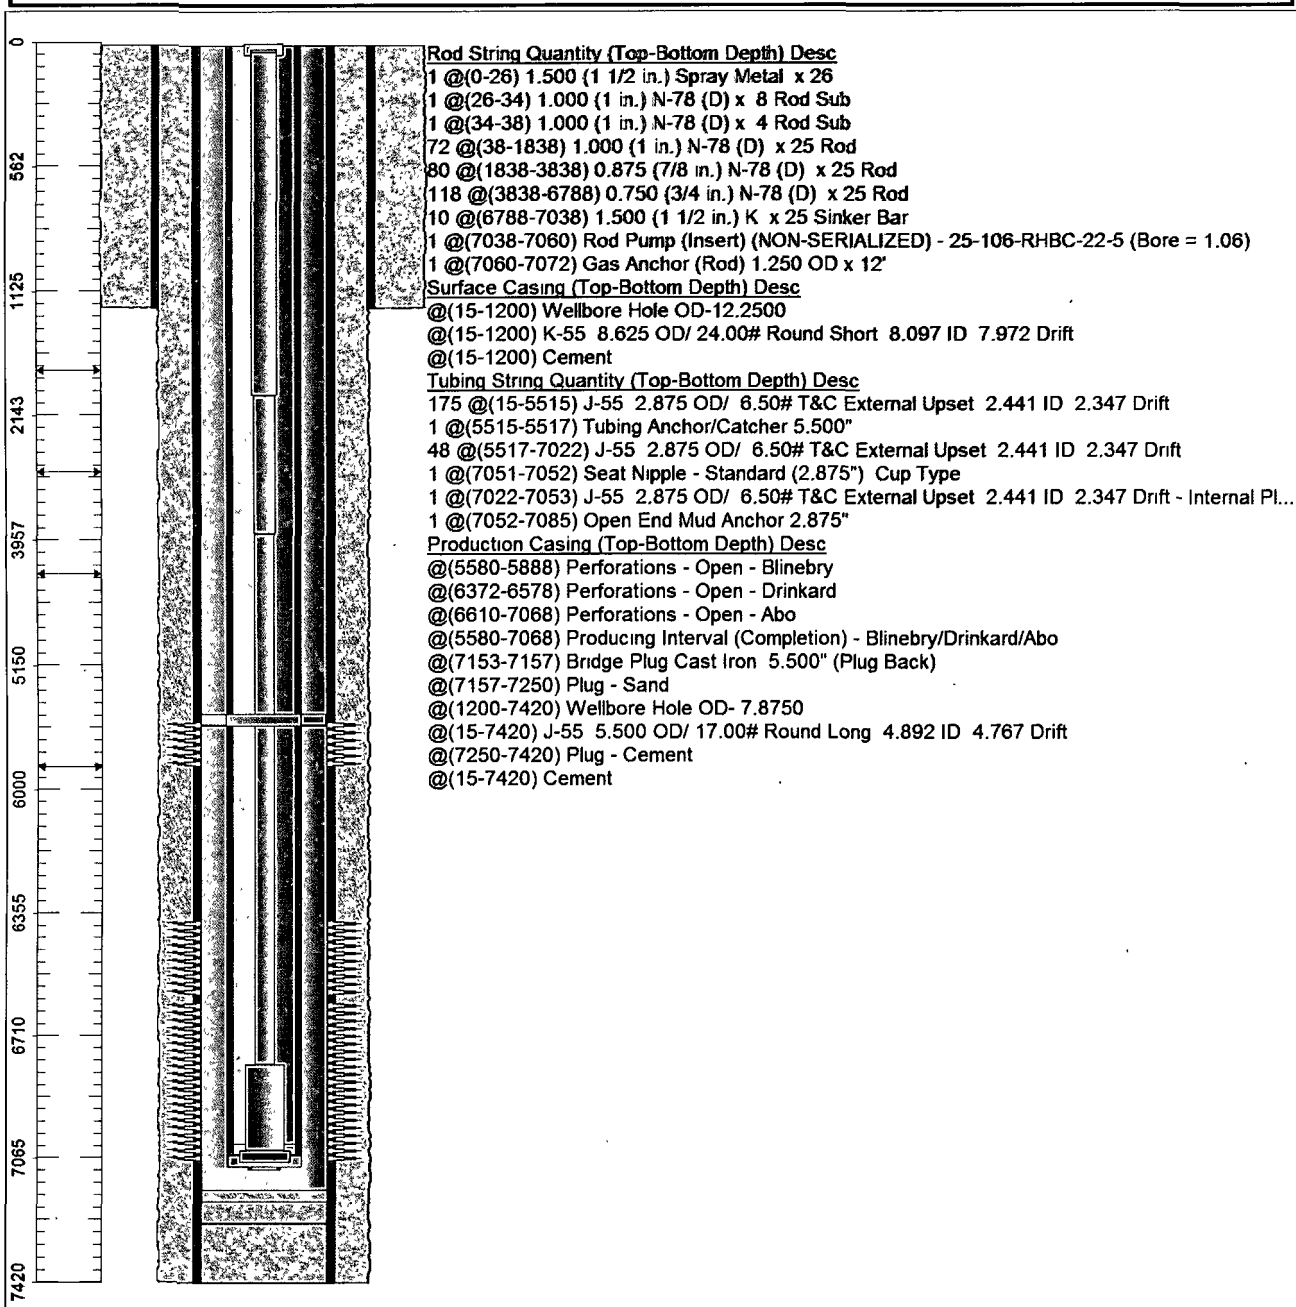 Rod String Quantity (Top-Bottom Depth) Desc
1 @(0-26) 1.500 (1 1/2 in.) Spray Metal x 26
1 @(26-34) 1.000 (1 in.) N-78 (D) x 8 Rod Sub
1 @(34-38) 1.000 (1 in.) N-78 (D) x 4 Rod Sub
72 @(38-1838) 1.000 (1 in.) N-78 (D) x 25 Rod
80 @(1838-3838) 0.875 (7/8 in.) N-78 (D) x 25 Rod
118 @(3838-6788) 0.750 (3/4 in.) N-78 (D) x 25 Rod
10 @(6788-7038) 1.500 (1 1/2 in.) K x 25 Sinker Bar
1 @(7038-7060) Rod Pump (Insert) (NON-SERIALIZED) - 25-106-RHBC-22-5 (Bore = 1.06)
1 @(7060-7072) Gas Anchor (Rod) 1.250 OD x 12'
Surface Casing (Top-Bottom Depth) Desc
@(15-1200) Wellbore Hole OD-12.2500
@(15-1200) K-55 8.625 OD/ 24.00# Round Short 8.097 ID 7.972 Drift
@(15-1200) Cement
Tubing String Quantity (Top-Bottom Depth) Desc
175 @(15-5515) J-55 2.875 OD/ 6.50# T&C External Upset 2.441 ID 2.347 Drift
1 @(5515-5517) Tubing Anchor/Catcher 5.500"
48 @(5517-7022) J-55 2.875 OD/ 6.50# T&C External Upset 2.441 ID 2.347 Drift
1 @(7051-7052) Seat Nipple - Standard (2.875") Cup Type
1 @(7022-7053) J-55 2.875 OD/ 6.50# T&C External Upset 2.441 ID 2.347 Drift - Internal Pl...
1 @(7052-7085) Open End Mud Anchor 2.875"
Production Casing (Top-Bottom Depth) Desc
@(5580-5888) Perforations - Open - Blinebry
@(6372-6578) Perforations - Open - Drinkard
@(6610-7068) Perforations - Open - Abo
@(5580-7068) Producing Interval (Completion) - Blinebry/Drinkard/Abo
@(7153-7157) Bridge Plug Cast Iron 5.500" (Plug Back)
@(7157-7250) Plug - Sand
@(1200-7420) Wellbore Hole OD- 7.8750
@(15-7420) J-55 5.500 OD/ 17.00# Round Long 4.892 ID 4.767 Drift
@(7250-7420) Plug - Cement
@(15-7420) Cement
0
562
1125
2143
3957
5150
6000
6355
6710
7065
7420